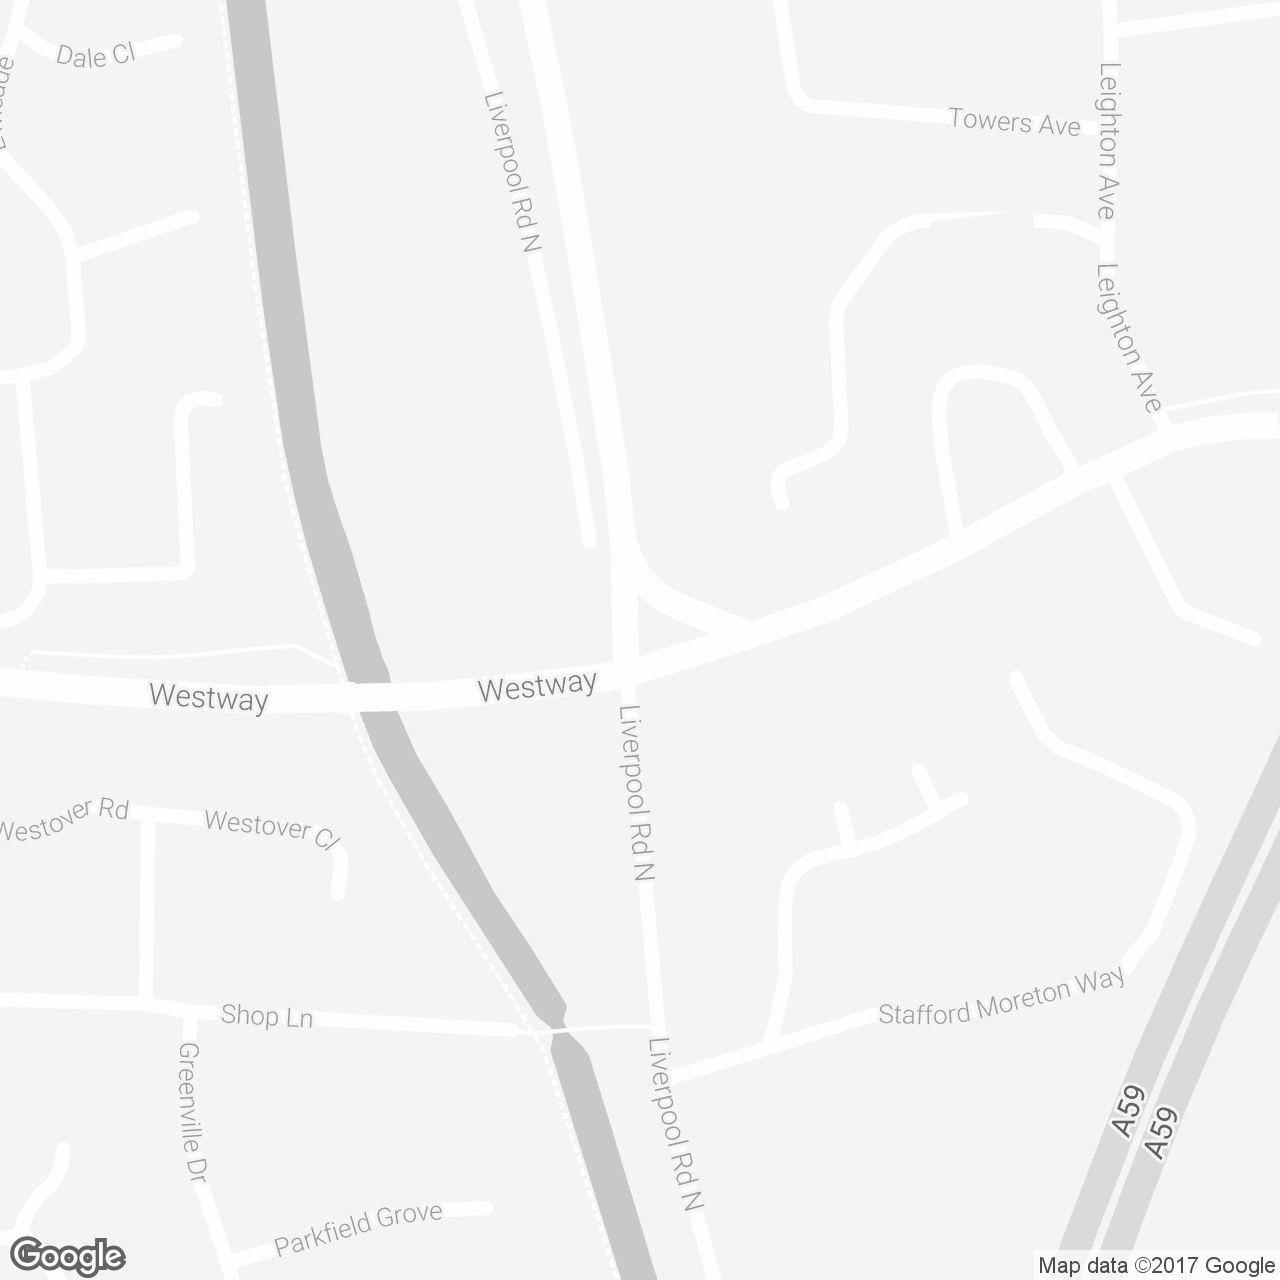 Dale Cl
Liverpool Rd N
Towers Ave
Leighton Ave
Leighton Ave
Westway
Westway
Liverpool Rd N
Westover Rd
Westover Cl
Shop Ln
Stafford Moreton Way
Greenville Dr
Liverpool Rd N
A59
A59
Parkfield Grove
Google
Map data ©2017 Google